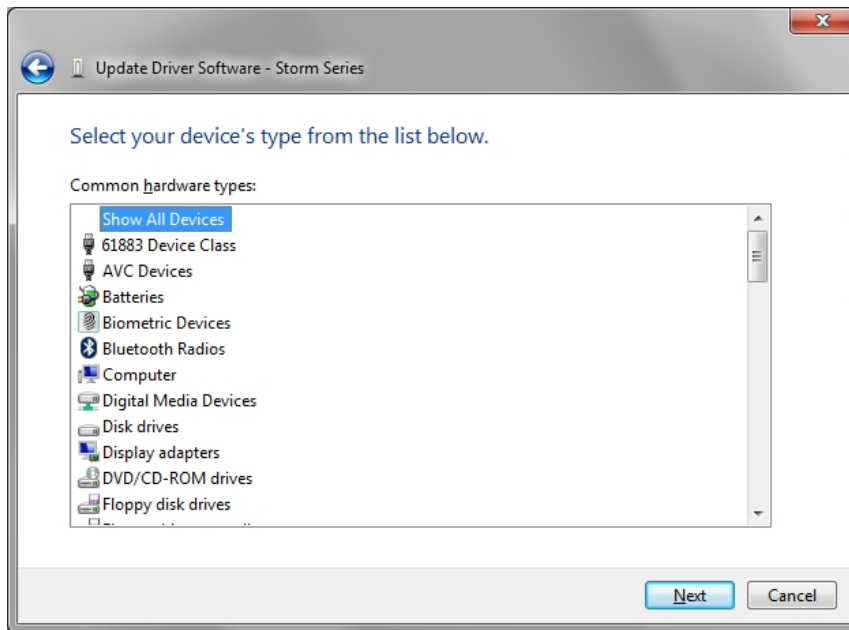 Update Driver Software - Storm Series
Select your device's type from the list below.
Common hardware types:
Show All Devices
61883 Device Class
AVC Devices
Batteries
Biometric Devices
Bluetooth Radios
Computer
Digital Media Devices
Disk drives
Display adapters
DVD/CD-ROM drives
Floppy disk drives
Next
Cancel